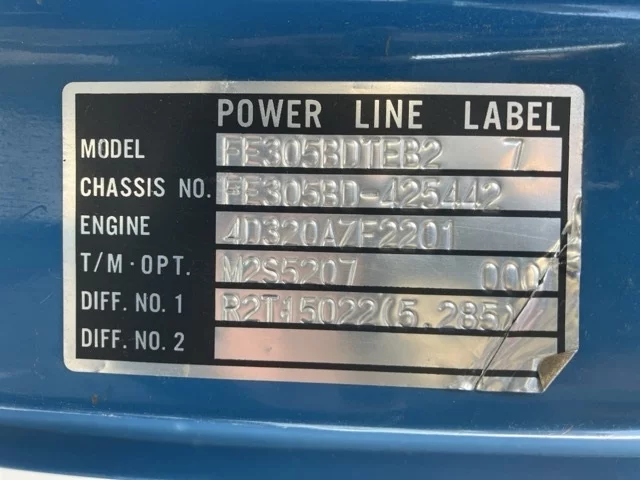 POWER LINE LABEL
MODEL FE305BD1EB2 7
CHASSIS NO. FE305BD-425442
ENGINE 4D320AZF2201
T/M·OPT. M2S5207 000
DIFF. NO. 1 R2T15022(5.285)
DIFF. NO. 2